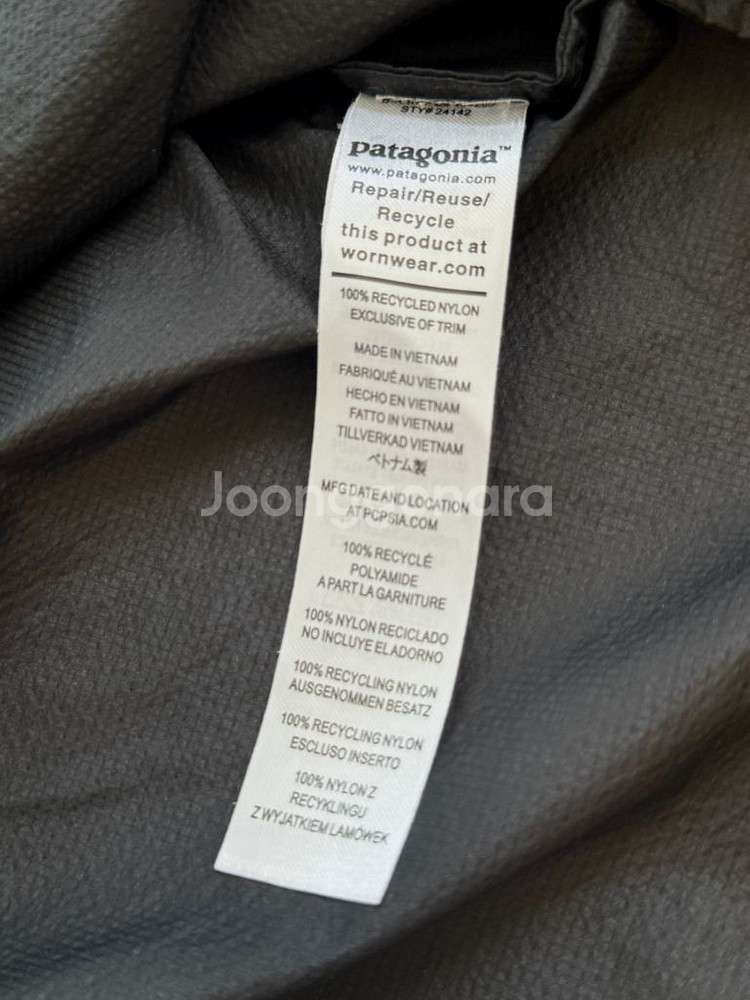 STY# 24142
patagonia™
www.patagonia.com
Repair/Reuse/
Recycle
this product at
wornwear.com
100% RECYCLED NYLON
EXCLUSIVE OF TRIM
MADE IN VIETNAM
FABRIQUÉ AU VIETNAM
HECHO EN VIETNAM
FATTO IN VIETNAM
TILLVERKAD VIETNAM
ベトナム製
MFG DATE AND LOCATION
AT PCPSIA.COM
Joonggonara
100% RECYCLÉ
POLYAMIDE
A PART LA GARNITURE
100% NYLON RECICLADO
NO INCLUYE EL ADORNO
100% RECYCLING NYLON
AUSGENOMMEN BESATZ
100% RECYCLING NYLON
ESCLUSO INSERTO
100% NYLON Z
RECYKLINGU
Z WYJATKIEM LAMÓWEK